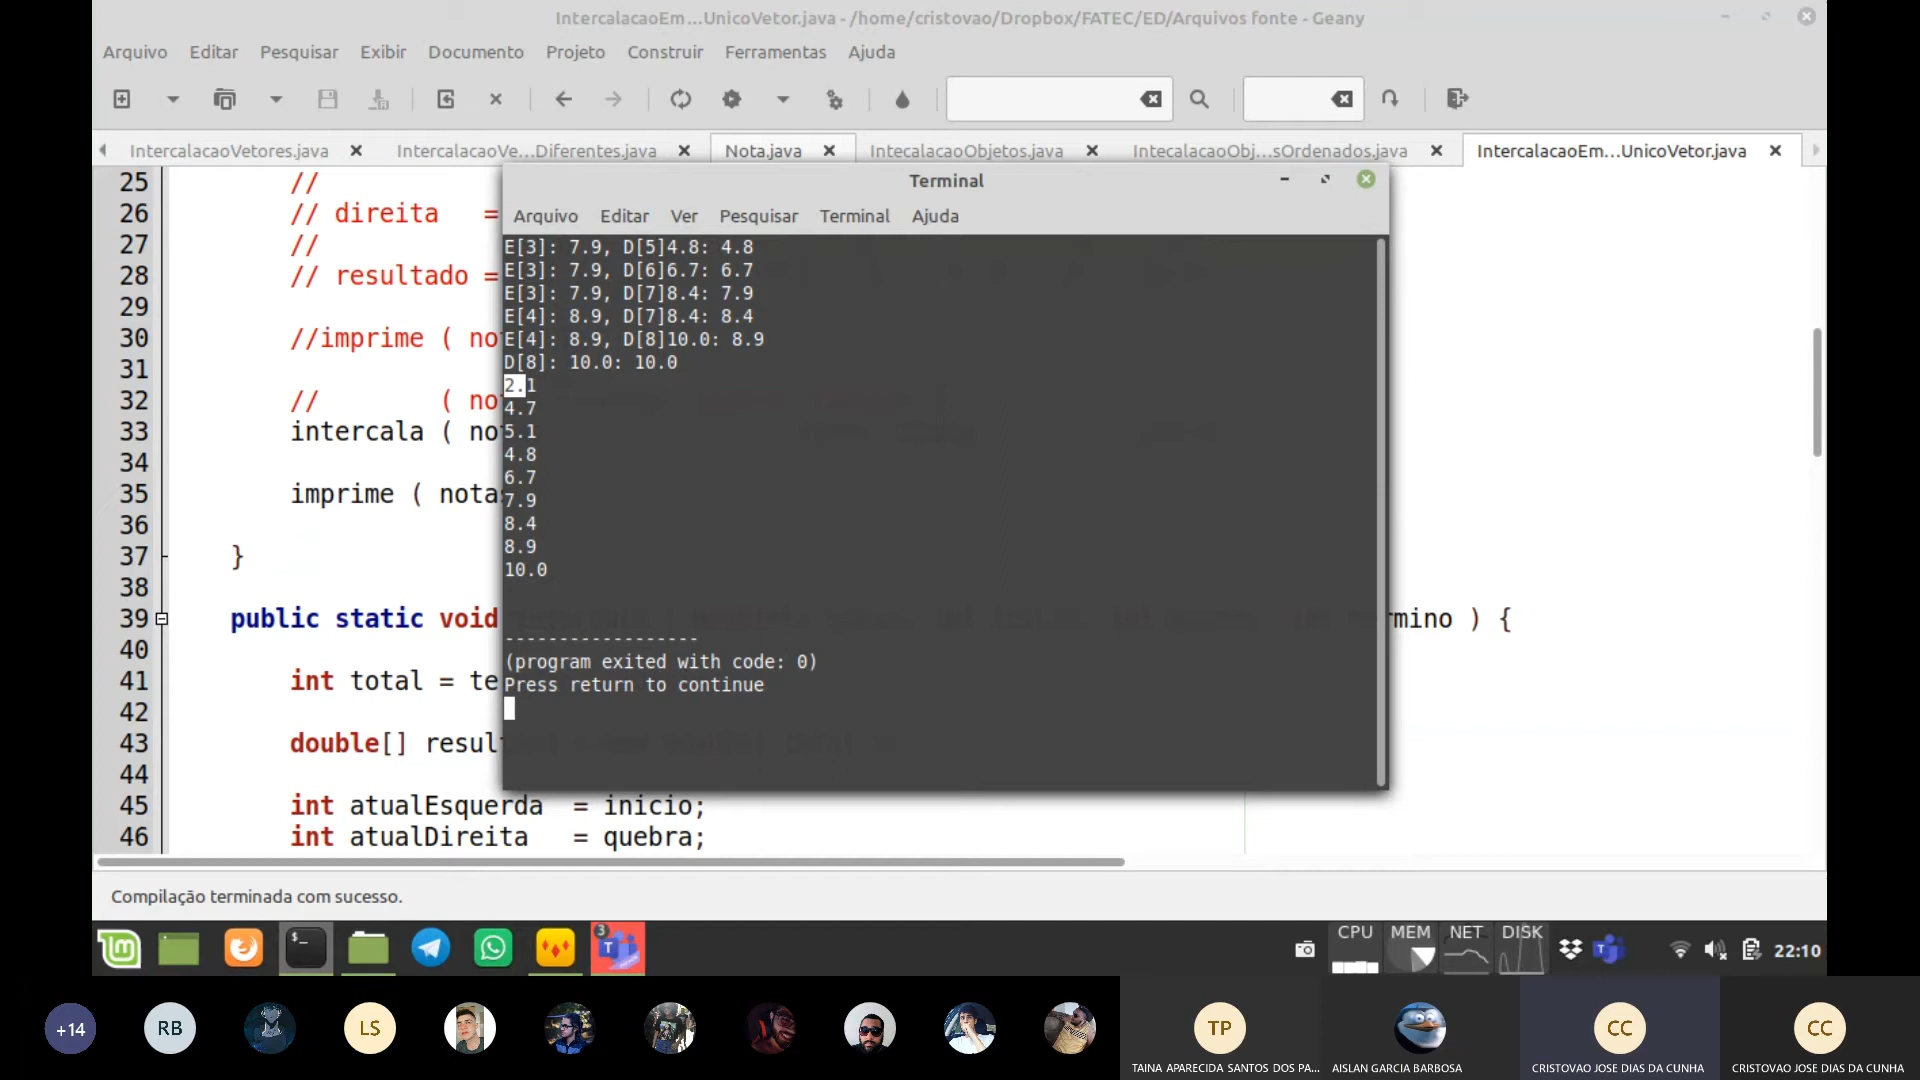 IntercalacaoEm...UnicoVetor.java - /home/cristovao/Dropbox/FATEC/ED/Arquivos fonte - Geany
Arquivo Editar Pesquisar Exibir Documento Projeto Construir Ferramentas Ajuda
IntercalacaoVetores.java IntercalacaoVe...Diferentes.java Nota.java IntecalacaoObjetos.java IntecalacaoObj...sOrdenados.java IntercalacaoEm...UnicoVetor.java
Terminal
Arquivo Editar Ver Pesquisar Terminal Ajuda
E[3]: 7.9, D[5]4.8: 4.8
E[3]: 7.9, D[6]6.7: 6.7
E[3]: 7.9, D[7]8.4: 7.9
E[4]: 8.9, D[7]8.4: 8.4
E[4]: 8.9, D[8]10.0: 8.9
D[8]: 10.0: 10.0
2.1
4.7
5.1
4.8
6.7
7.9
8.4
8.9
10.0
------------------
(program exited with code: 0)
Press return to continue
25 //
26 // direita =
27 //
28 // resultado =
29
30 //imprime ( no
31
32 // ( no
33 intercala ( no
34
35 imprime ( nota
36
37 }
38
39 public static void rmino ) {
40
41 int total = te
42
43 double[] resul
44
45 int atualEsquerda = inicio;
46 int atualDireita = quebra;
Compilação terminada com sucesso.
3
CPU MEM NET DISK 22:10
+14 RB LS TP CC CC
TAINA APARECIDA SANTOS DOS PA... AISLAN GARCIA BARBOSA CRISTOVAO JOSE DIAS DA CUNHA CRISTOVAO JOSE DIAS DA CUNHA